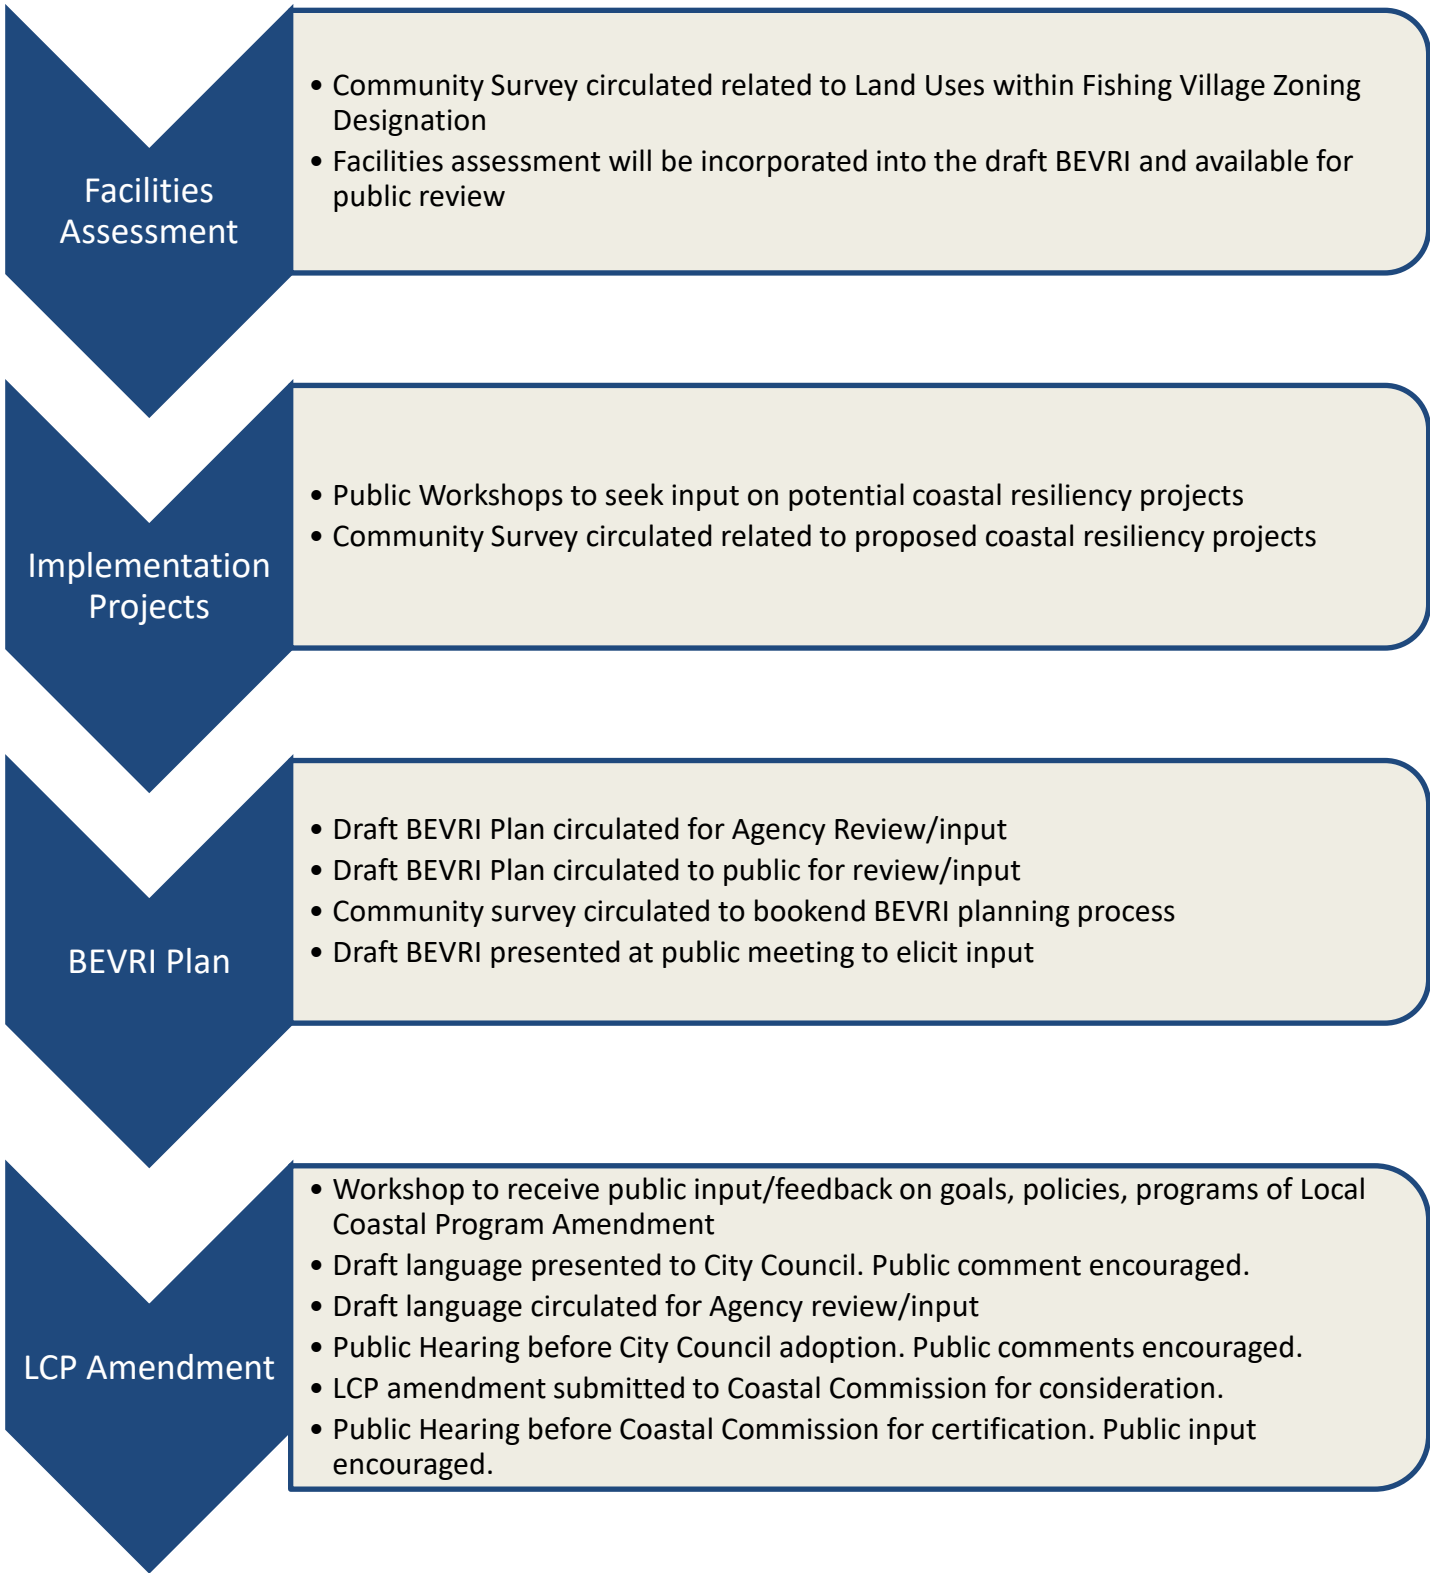 Facilities
Assessment
• Community Survey circulated related to Land Uses within Fishing Village Zoning
Designation
• Facilities assessment will be incorporated into the draft BEVRI and available for
public review
Implementation
Projects
• Public Workshops to seek input on potential coastal resiliency projects
• Community Survey circulated related to proposed coastal resiliency projects
BEVRI Plan
• Draft BEVRI Plan circulated for Agency Review/input
• Draft BEVRI Plan circulated to public for review/input
• Community survey circulated to bookend BEVRI planning process
• Draft BEVRI presented at public meeting to elicit input
LCP Amendment
• Workshop to receive public input/feedback on goals, policies, programs of Local
Coastal Program Amendment
• Draft language presented to City Council. Public comment encouraged.
• Draft language circulated for Agency review/input
• Public Hearing before City Council adoption. Public comments encouraged.
• LCP amendment submitted to Coastal Commission for consideration.
• Public Hearing before Coastal Commission for certification. Public input
encouraged.